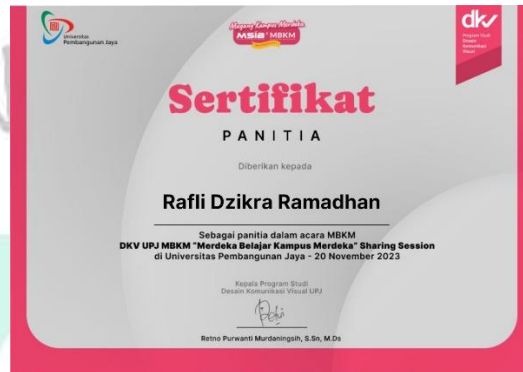 Universitas
Pembangunan Jaya
Magang Kampus Merdeka
MSIB MBKM
dkv
Program Studi
Desain
Komunikasi
Visual
Sertifikat
PANITIA
Diberikan kepada
Rafli Dzikra Ramadhan
Sebagai panitia dalam acara MBKM
DKV UPJ MBKM "Merdeka Belajar Kampus Merdeka" Sharing Session
di Universitas Pembangunan Jaya - 20 November 2023
Kepala Program Studi
Desain Komunikasi Visual UPJ
Retno Purwanti Murdaningsih, S.Sn, M.Ds